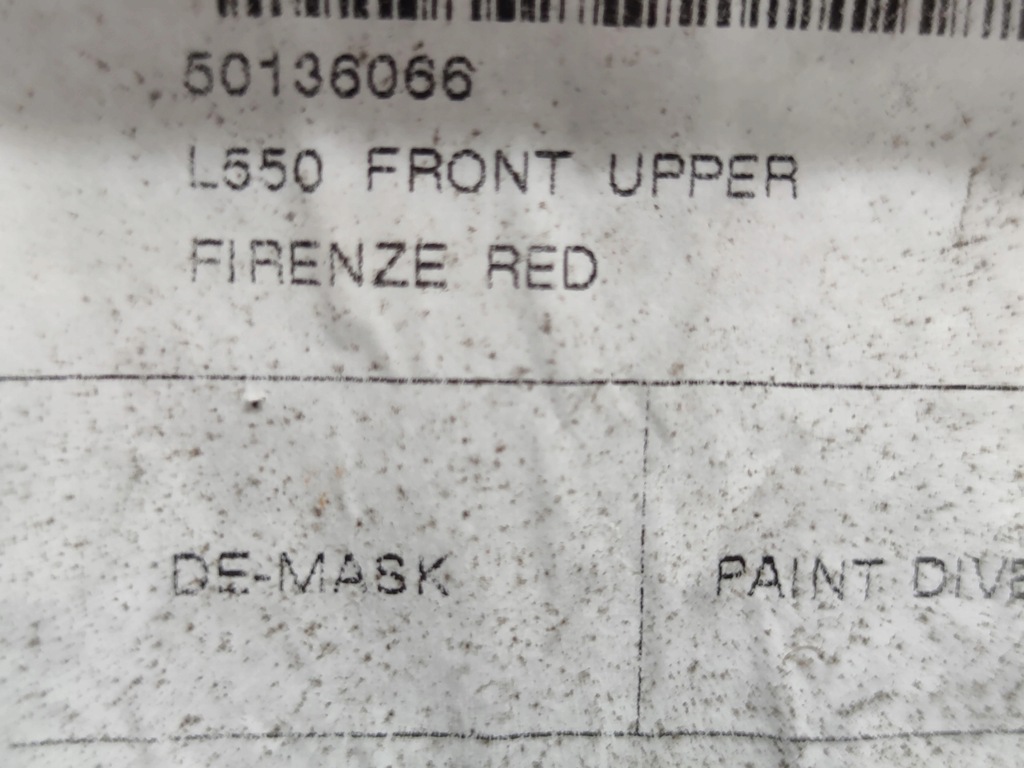 50136066
L550 FRONT UPPER
FIRENZE RED
DE-MASK
PAINT DIVE